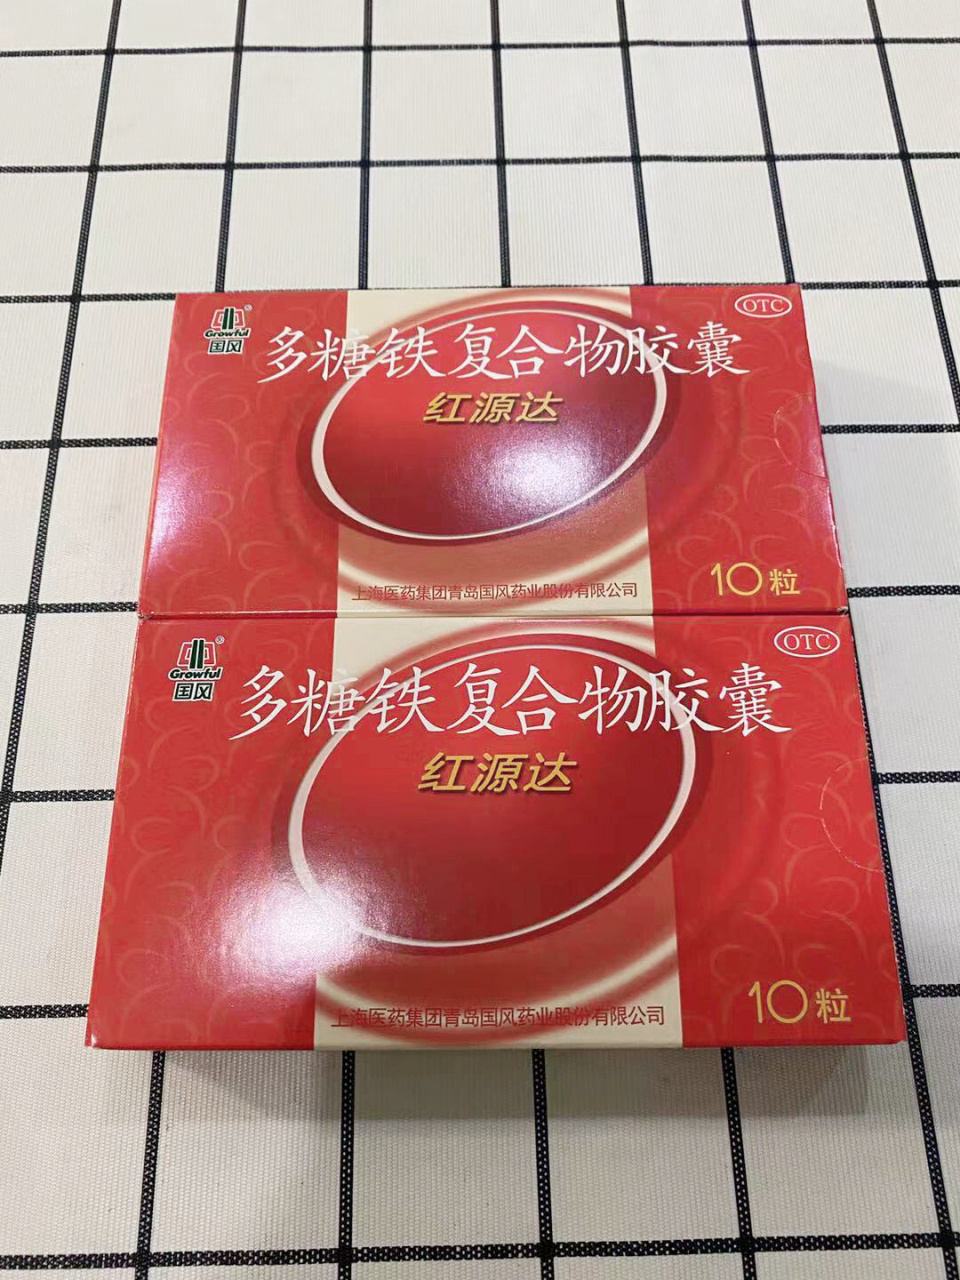 Growful
国风
®
OTC
多糖铁复合物胶囊
红源达
10粒
上海医药集团青岛国风药业股份有限公司
Growful
国风
®
OTC
多糖铁复合物胶囊
红源达
10粒
上海医药集团青岛国风药业股份有限公司